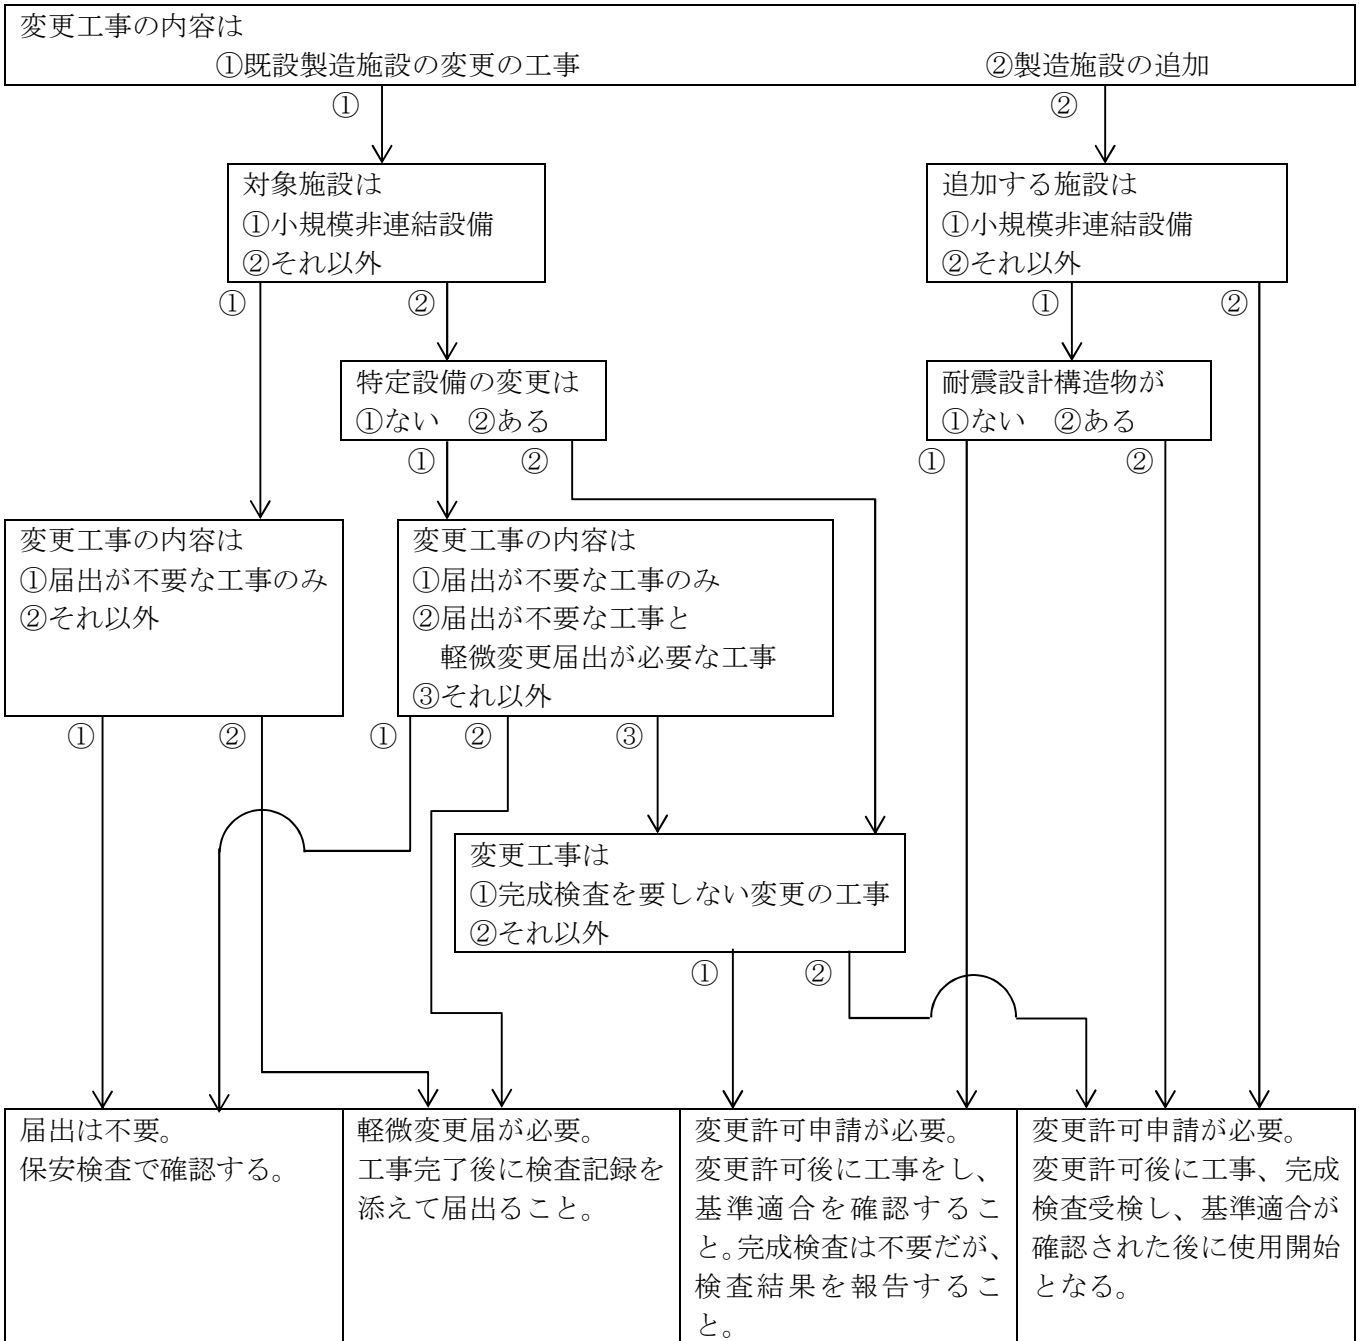 変更工事の内容は
①既設製造施設の変更の工事 ②製造施設の追加
① ②
対象施設は
①小規模非連結設備
②それ以外
追加する施設は
①小規模非連結設備
②それ以外
① ② ① ②
特定設備の変更は
①ない ②ある
耐震設計構造物が
①ない ②ある
① ② ① ②
変更工事の内容は
①届出が不要な工事のみ
②それ以外
変更工事の内容は
①届出が不要な工事のみ
②届出が不要な工事と
軽微変更届出が必要な工事
③それ以外
① ② ① ② ③
変更工事は
①完成検査を要しない変更の工事
②それ以外
① ②
届出は不要。
保安検査で確認する。
軽微変更届が必要。
工事完了後に検査記録を
添えて届出ること。
変更許可申請が必要。
変更許可後に工事をし、
基準適合を確認するこ
と。完成検査は不要だが、
検査結果を報告するこ
と。
変更許可申請が必要。
変更許可後に工事、完成
検査受検し、基準適合が
確認された後に使用開始
となる。